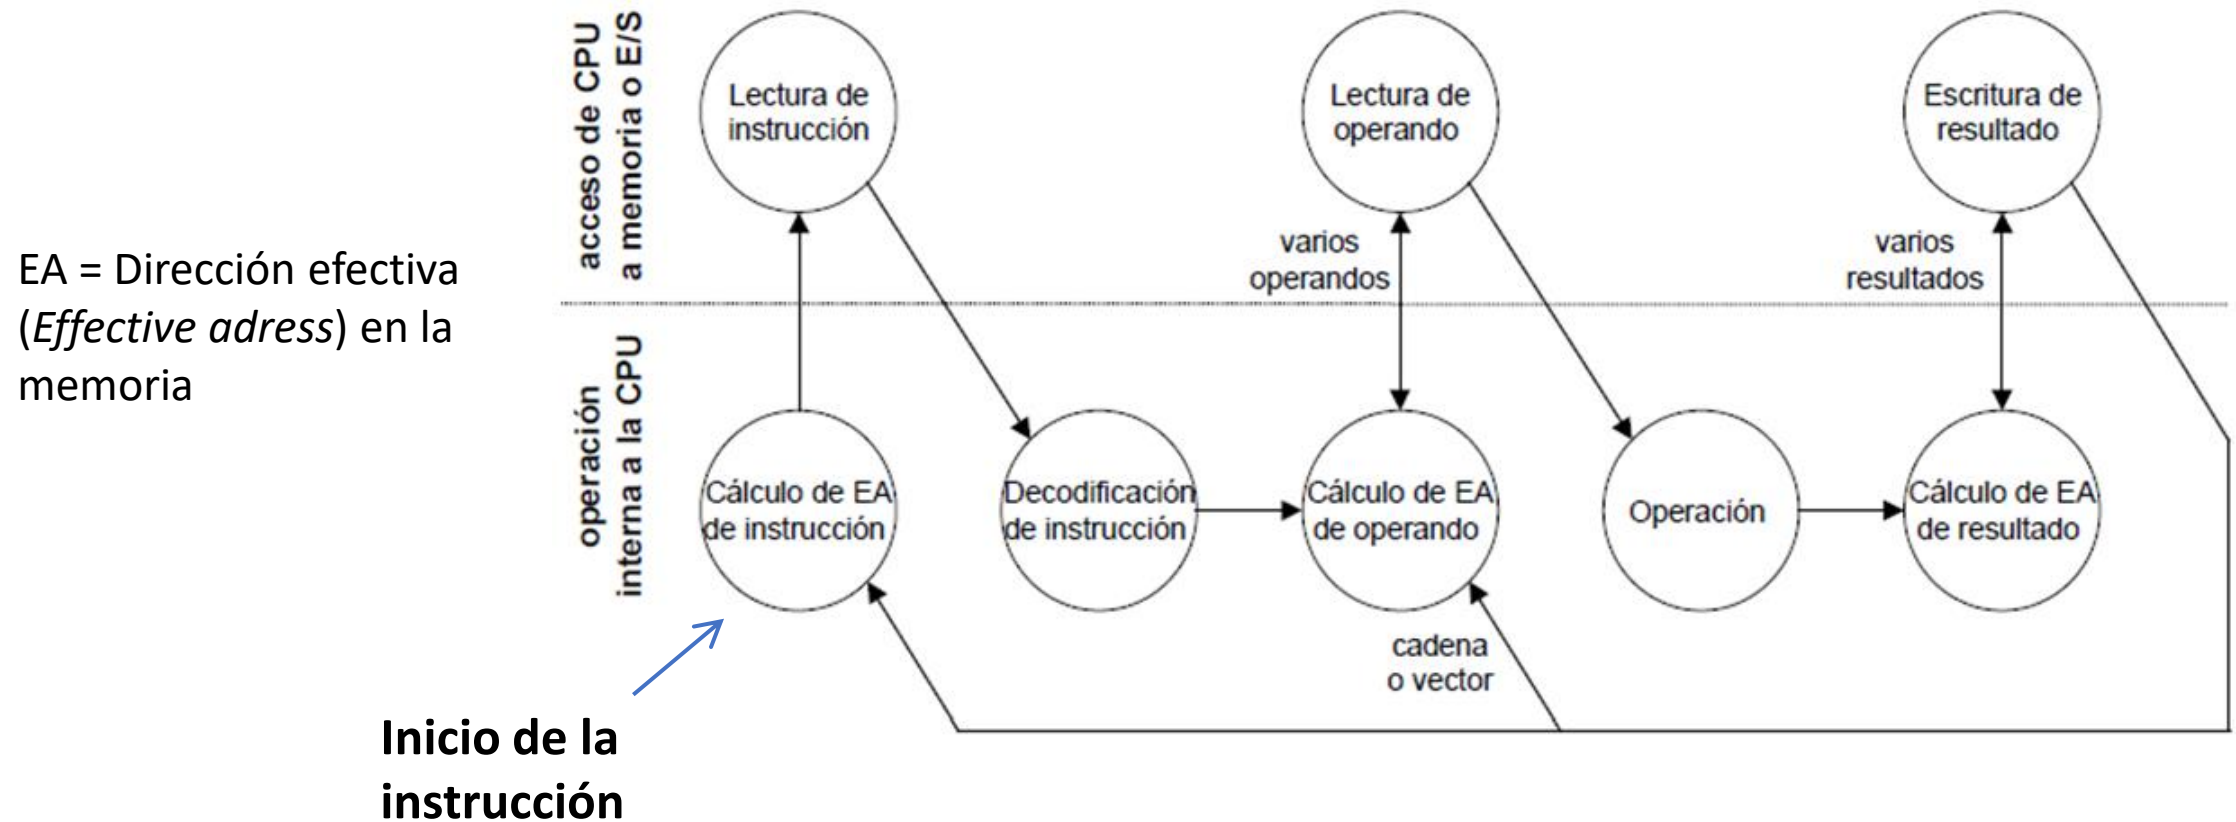 acceso de CPU
a memoria o E/S
Lectura de
instrucción
Lectura de
operando
Escritura de
resultado
varios
operandos
varios
resultados
EA = Dirección efectiva
(Effective adress) en la
memoria
operación
interna a la CPU
Cálculo de EA
de instrucción
Decodificación
de instrucción
Cálculo de EA
de operando
Operación
Cálculo de EA
de resultado
cadena
o vector
Inicio de la
instrucción